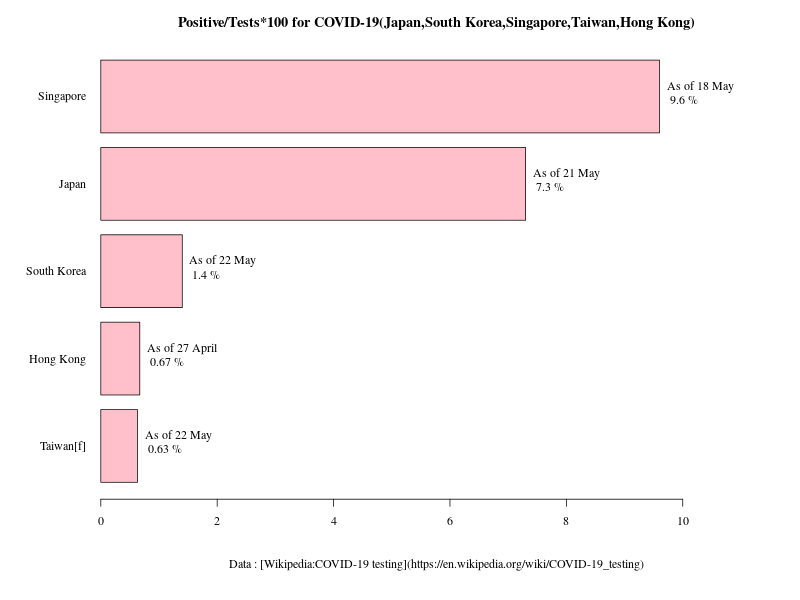 Positive/Tests*100 for COVID-19(Japan,South Korea,Singapore,Taiwan,Hong Kong)
Singapore
As of 18 May
9.6 %
Japan
As of 21 May
7.3 %
South Korea
As of 22 May
1.4 %
Hong Kong
As of 27 April
0.67 %
Taiwan[f]
As of 22 May
0.63 %
0 2 4 6 8 10
Data : [Wikipedia:COVID-19 testing](https://en.wikipedia.org/wiki/COVID-19_testing)